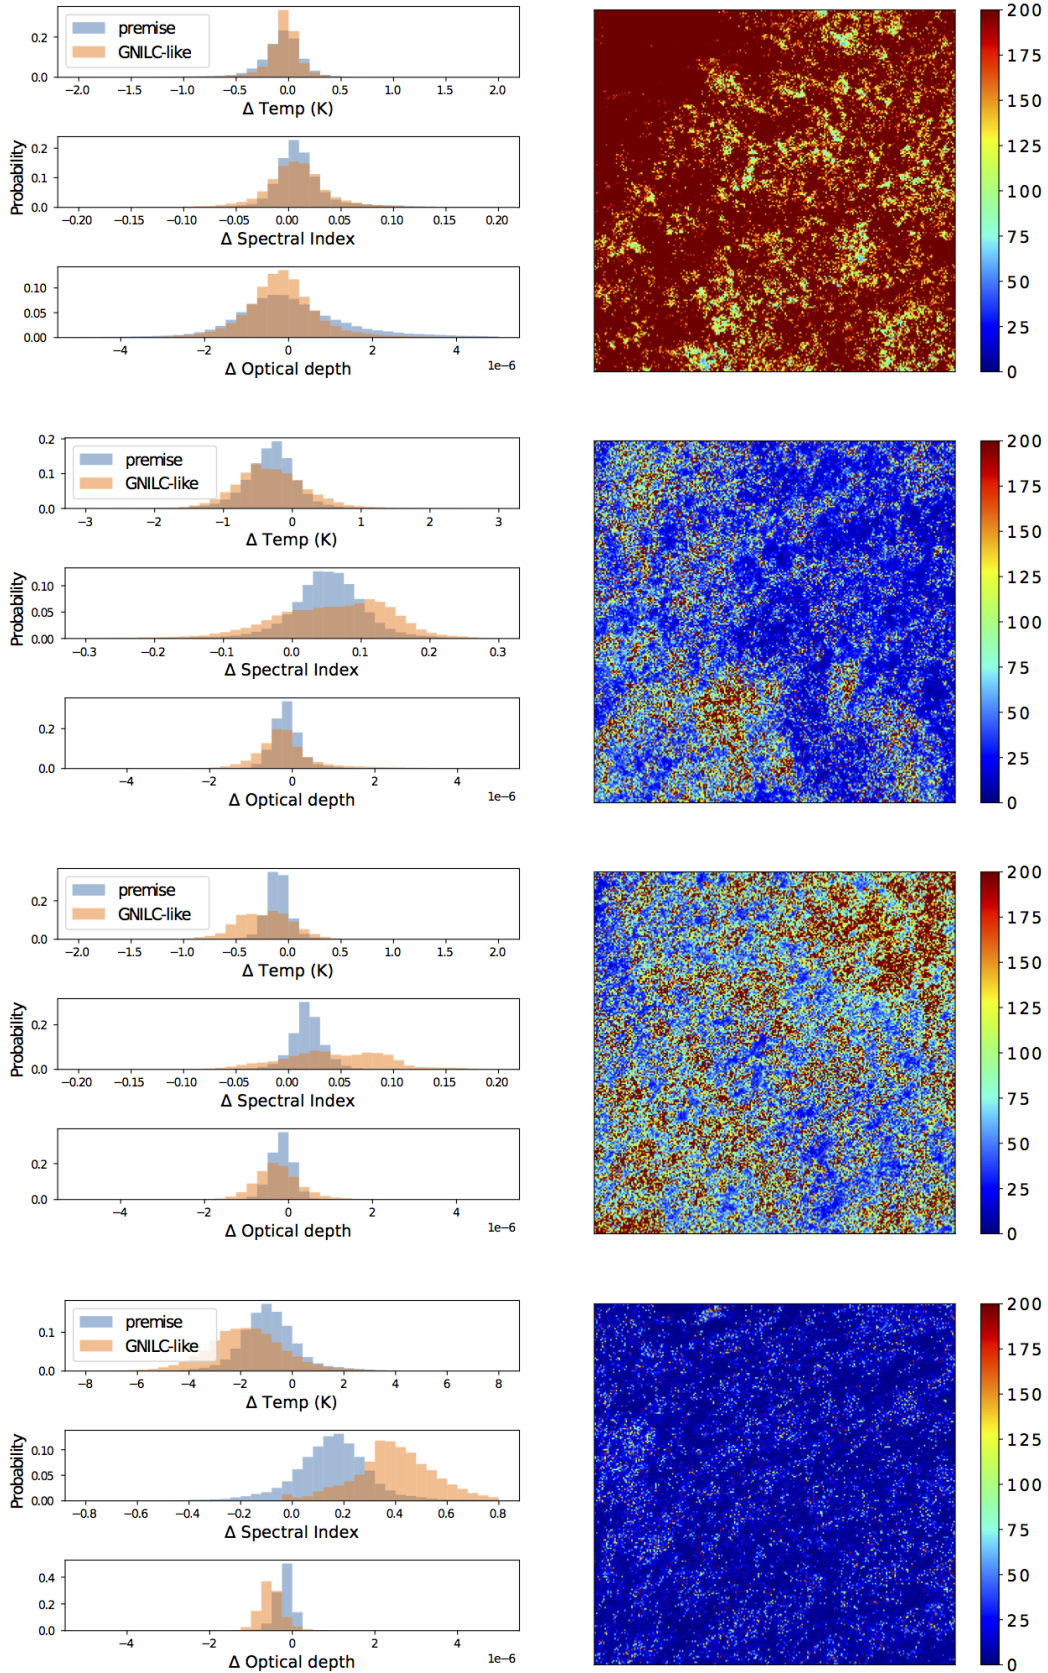 premise
GNILC-like
0.2
0.0
−2.0 −1.5 −1.0 −0.5 0.0 0.5 1.0 1.5 2.0
Δ Temp (K)
Probability
0.2
0.1
0.0
−0.20 −0.15 −0.10 −0.05 0.00 0.05 0.10 0.15 0.20
Δ Spectral Index
0.10
0.05
0.00
−4 −2 0 2 4
1e−6
Δ Optical depth
200
175
150
125
100
75
50
25
0
premise
GNILC-like
0.2
0.1
0.0
−3 −2 −1 0 1 2 3
Δ Temp (K)
Probability
0.10
0.05
0.00
−0.3 −0.2 −0.1 0.0 0.1 0.2 0.3
Δ Spectral Index
0.2
0.0
−4 −2 0 2 4
1e−6
Δ Optical depth
200
175
150
125
100
75
50
25
0
premise
GNILC-like
0.2
0.0
−2.0 −1.5 −1.0 −0.5 0.0 0.5 1.0 1.5 2.0
Δ Temp (K)
Probability
0.2
0.0
−0.20 −0.15 −0.10 −0.05 0.00 0.05 0.10 0.15 0.20
Δ Spectral Index
0.2
0.0
−4 −2 0 2 4
1e−6
Δ Optical depth
200
175
150
125
100
75
50
25
0
premise
GNILC-like
0.1
0.0
−8 −6 −4 −2 0 2 4 6 8
Δ Temp (K)
Probability
0.10
0.05
0.00
−0.8 −0.6 −0.4 −0.2 0.0 0.2 0.4 0.6 0.8
Δ Spectral Index
0.4
0.2
0.0
−4 −2 0 2 4
1e−6
Δ Optical depth
200
175
150
125
100
75
50
25
0